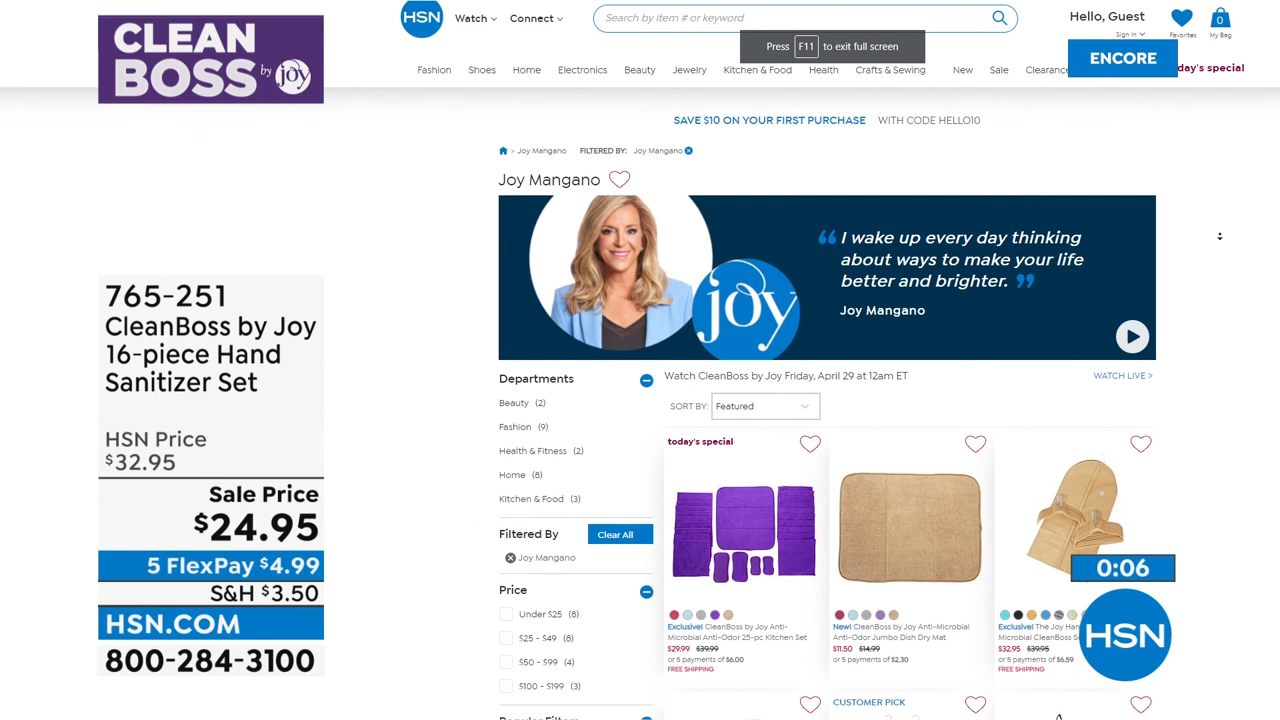 CLEAN
BOSS by joy
HSN
Watch
Connect
Search by item # or keyword
Hello, Guest
Sign In
Favorites
0
My Bag
Press F11 to exit full screen
ENCORE
Fashion Shoes Home Electronics Beauty Jewelry Kitchen & Food Health Crafts & Sewing New Sale Clearance
day's special
SAVE $10 ON YOUR FIRST PURCHASE WITH CODE HELLO10
> Joy Mangano FILTERED BY: Joy Mangano
Joy Mangano
joy
“ I wake up every day thinking
about ways to make your life
better and brighter. ”
Joy Mangano
765-251
CleanBoss by Joy
16-piece Hand
Sanitizer Set
HSN Price
$32.95
Sale Price
$24.95
5 FlexPay $4.99
S&H $3.50
HSN.COM
800-284-3100
Departments
Beauty (2)
Fashion (9)
Health & Fitness (2)
Home (8)
Kitchen & Food (3)
Filtered By
Clear All
Joy Mangano
Price
Under $25 (8)
$25 - $49 (8)
$50 - $99 (4)
$100 - $199 (3)
Watch CleanBoss by Joy Friday, April 29 at 12am ET
WATCH LIVE >
SORT BY: Featured
today's special
Exclusive! CleanBoss by Joy Anti-
Microbial Anti-Odor 25-pc Kitchen Set
$29.99 $39.99
or 5 payments of $6.00
FREE SHIPPING
New! CleanBoss by Joy Anti-Microbial
Anti-Odor Jumbo Dish Dry Mat
$11.50 $14.99
or 5 payments of $2.30
Exclusive! The Joy Han
Microbial CleanBoss S
$32.95 $39.95
or 5 payments of $6.59
FREE SHIPPING
0:06
HSN
CUSTOMER PICK